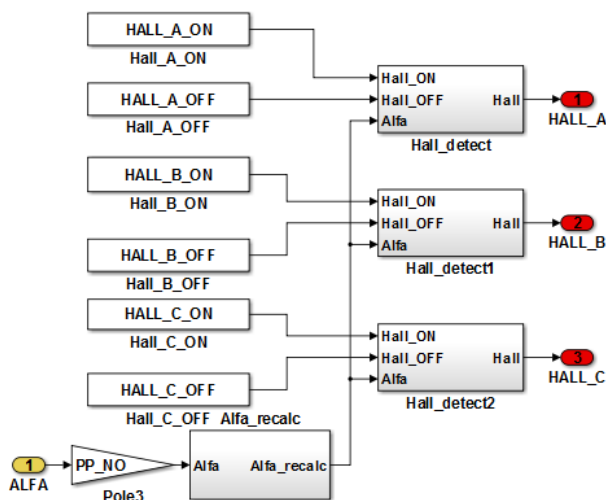 HALL_A_ON
Hall_A_ON
HALL_A_OFF
Hall_A_OFF
Hall_ON
Hall_OFF
Alfa
Hall
Hall_detect
1
HALL_A
HALL_B_ON
Hall_B_ON
HALL_B_OFF
Hall_B_OFF
Hall_ON
Hall_OFF
Alfa
Hall
Hall_detect1
2
HALL_B
HALL_C_ON
Hall_C_ON
HALL_C_OFF
Hall_C_OFF
Hall_ON
Hall_OFF
Alfa
Hall
Hall_detect2
3
HALL_C
1
ALFA
PP_NO
Pole3
Alfa_recalc
Alfa
Alfa_recalc